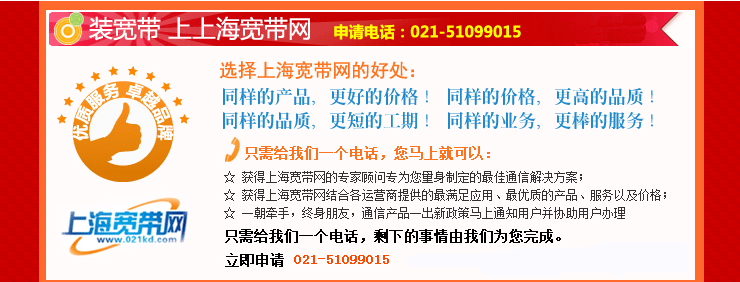 装宽带 上上海宽带网 申请电话：021-51099015
选择上海宽带网的好处：
同样的产品，更好的价格！ 同样的价格，更高的品质！
同样的品质，更短的工期！ 同样的业务，更棒的服务！
优质服务 卓越品牌
只需给我们一个电话，您马上就可以：
☆ 获得上海宽带网的专家顾问专为您量身制定的最佳通信解决方案；
☆ 获得上海宽带网结合各运营商提供的最满足应用、最优质的产品、服务以及价格；
☆ 一朝牵手，终身朋友，通信产品一出新政策马上通知用户并协助用户办理
上海宽带网
www.021kd.com
只需给我们一个电话，剩下的事情由我们为您完成。
立即申请 021-51099015